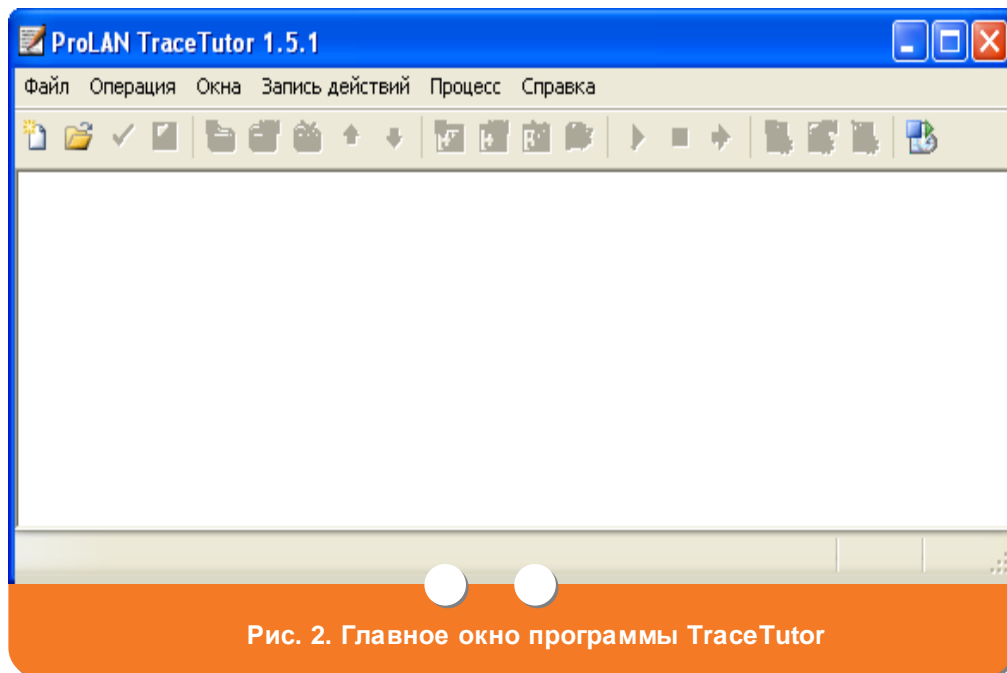 ProLAN TraceTutor 1.5.1
Файл Операция Окна Запись действий Процесс Справка
Рис. 2. Главное окно программы TraceTutor